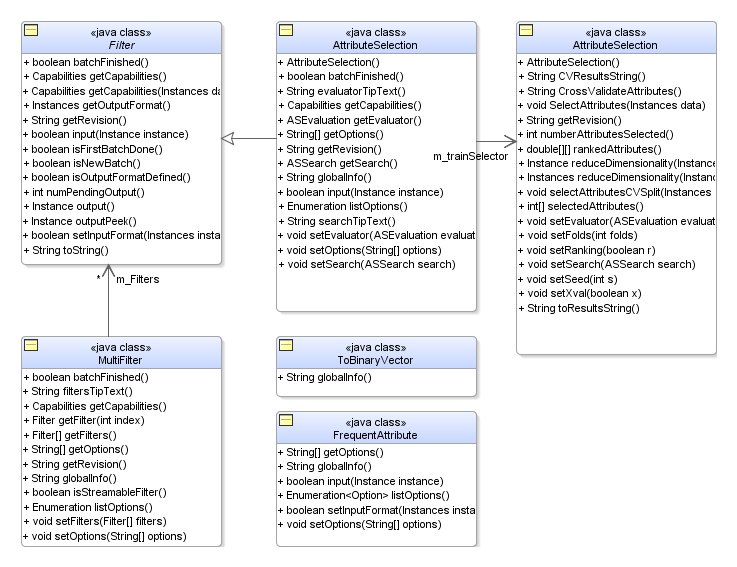 «java class»
Filter
+ boolean batchFinished()
+ Capabilities getCapabilities()
+ Capabilities getCapabilities(Instances da
+ Instances getOutputFormat()
+ String getRevision()
+ boolean input(Instance instance)
+ boolean isFirstBatchDone()
+ boolean isNewBatch()
+ boolean isOutputFormatDefined()
+ int numPendingOutput()
+ Instance output()
+ Instance outputPeek()
+ boolean setInputFormat(Instances insta
+ String toString()
«java class»
AttributeSelection
+ AttributeSelection()
+ boolean batchFinished()
+ String evaluatorTipText()
+ Capabilities getCapabilities()
+ ASEvaluation getEvaluator()
+ String[] getOptions()
+ String getRevision()
+ ASSearch getSearch()
+ String globalInfo()
+ boolean input(Instance instance)
+ Enumeration listOptions()
+ String searchTipText()
+ void setEvaluator(ASEvaluation evaluat
+ void setOptions(String[] options)
+ void setSearch(ASSearch search)
m_trainSelector
«java class»
AttributeSelection
+ AttributeSelection()
+ String CVResultsString()
+ String CrossValidateAttributes()
+ void SelectAttributes(Instances data)
+ String getRevision()
+ int numberAttributesSelected()
+ double[][] rankedAttributes()
+ Instance reduceDimensionality(Instance
+ Instances reduceDimensionality(Instanc
+ void selectAttributesCVSplit(Instances
+ int[] selectedAttributes()
+ void setEvaluator(ASEvaluation evaluat
+ void setFolds(int folds)
+ void setRanking(boolean r)
+ void setSearch(ASSearch search)
+ void setSeed(int s)
+ void setXval(boolean x)
+ String toResultsString()
* m_Filters
«java class»
MultiFilter
+ boolean batchFinished()
+ String filtersTipText()
+ Capabilities getCapabilities()
+ Filter getFilter(int index)
+ Filter[] getFilters()
+ String[] getOptions()
+ String getRevision()
+ String globalInfo()
+ boolean isStreamableFilter()
+ Enumeration listOptions()
+ void setFilters(Filter[] filters)
+ void setOptions(String[] options)
«java class»
ToBinaryVector
+ String globalInfo()
«java class»
FrequentAttribute
+ String[] getOptions()
+ String globalInfo()
+ boolean input(Instance instance)
+ Enumeration<Option> listOptions()
+ boolean setInputFormat(Instances insta
+ void setOptions(String[] options)